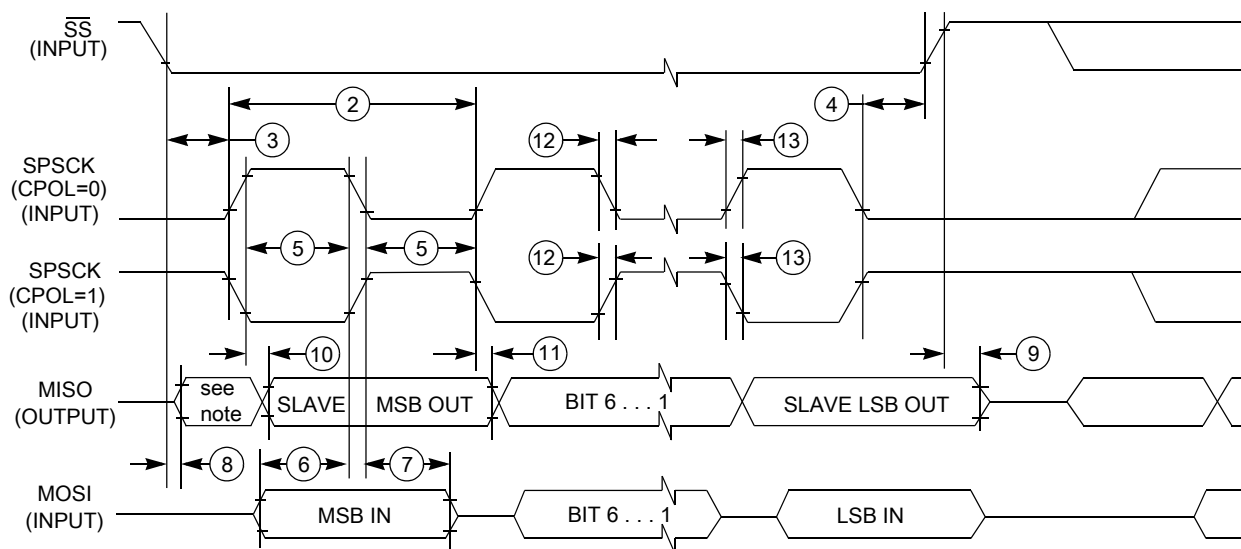 SS
(INPUT)
2
4
3
12
13
SPSCK
(CPOL=0)
(INPUT)
5
5
SPSCK
(CPOL=1)
(INPUT)
12
13
10
11
9
MISO
(OUTPUT)
see
note
SLAVE
MSB OUT
BIT 6 . . . 1
SLAVE LSB OUT
8
6
7
MOSI
(INPUT)
MSB IN
BIT 6 . . . 1
LSB IN